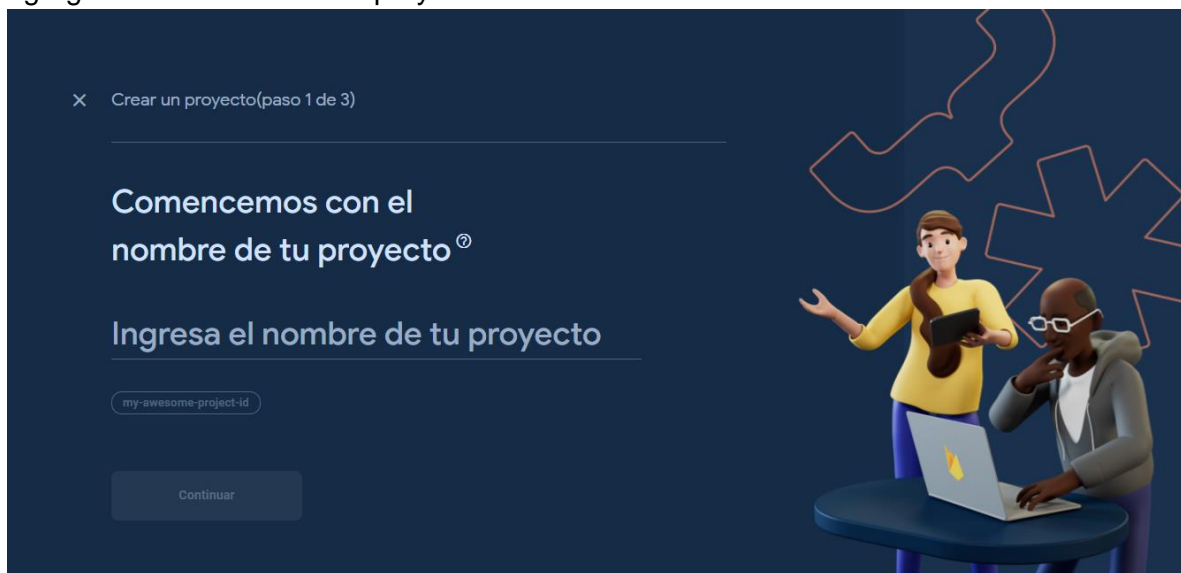 Crear un proyecto(paso 1 de 3)
Comencemos con el
nombre de tu proyecto
Ingresa el nombre de tu proyecto
my-awesome-project-id
Continuar